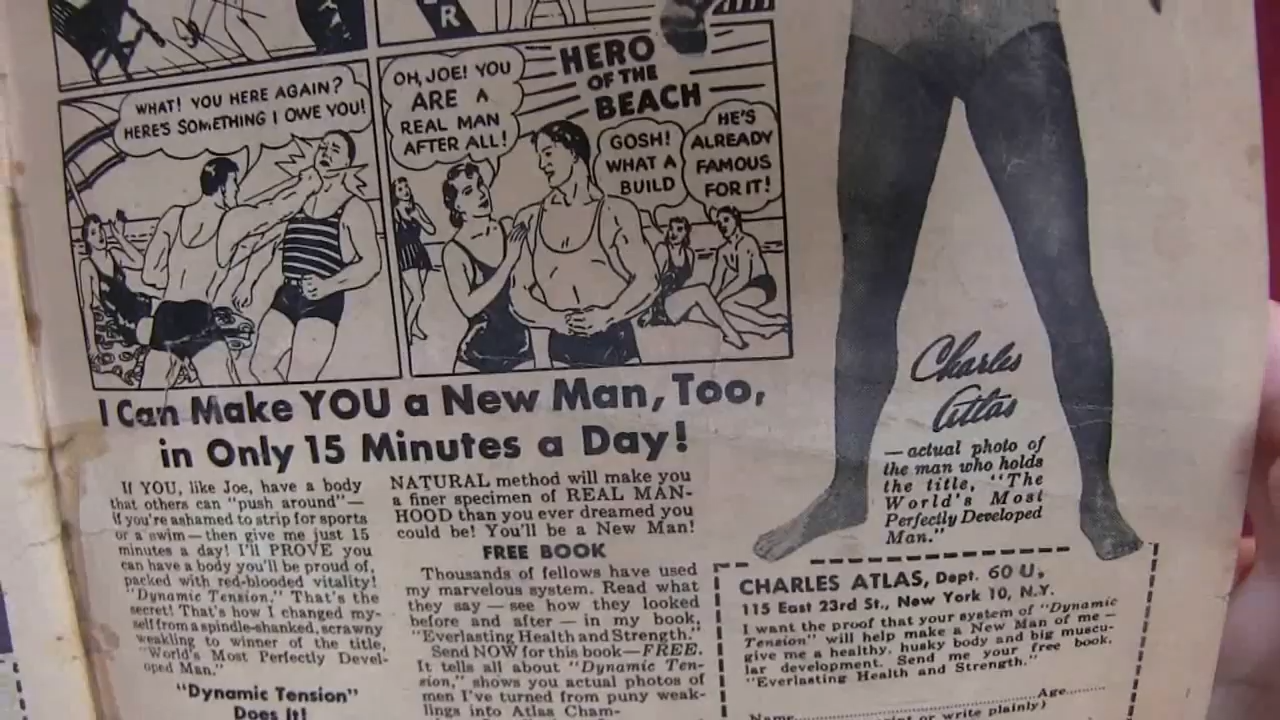 R
WHAT! YOU HERE AGAIN?
HERE'S SOMETHING I OWE YOU!
OH, JOE! YOU
ARE A
REAL MAN
AFTER ALL!
HERO
OF THE
BEACH
GOSH!
WHAT A
BUILD
HE'S
ALREADY
FAMOUS
FOR IT!
I Can Make YOU a New Man, Too,
in Only 15 Minutes a Day!
If YOU, like Joe, have a body
that others can "push around"—
if you're ashamed to strip for sports
or a swim—then give me just 15
minutes a day! I'll PROVE you
can have a body you'll be proud of,
packed with red-blooded vitality!
"Dynamic Tension." That's the
secret! That's how I changed my-
self from a spindle-shanked, scrawny
weakling to winner of the title,
"World's Most Perfectly Devel-
oped Man."
"Dynamic Tension"
Does It!
NATURAL method will make you
a finer specimen of REAL MAN-
HOOD than you ever dreamed you
could be! You'll be a New Man!
FREE BOOK
Thousands of fellows have used
my marvelous system. Read what
they say—see how they looked
before and after—in my book,
"Everlasting Health and Strength."
Send NOW for this book—FREE.
It tells all about "Dynamic Ten-
sion," shows you actual photos of
men I've turned from puny weak-
lings into Atlas Cham-
Charles
Atlas
— actual photo of
the man who holds
the title, "The
World's Most
Perfectly Developed
Man."
CHARLES ATLAS, Dept. 60 U,
115 East 23rd St., New York 10, N.Y.
I want the proof that your system of "Dynamic
Tension" will help make a New Man of me—
give me a healthy, husky body and big muscu-
lar development. Send me your free book,
"Everlasting Health and Strength."
Name Age
print or write plainly)